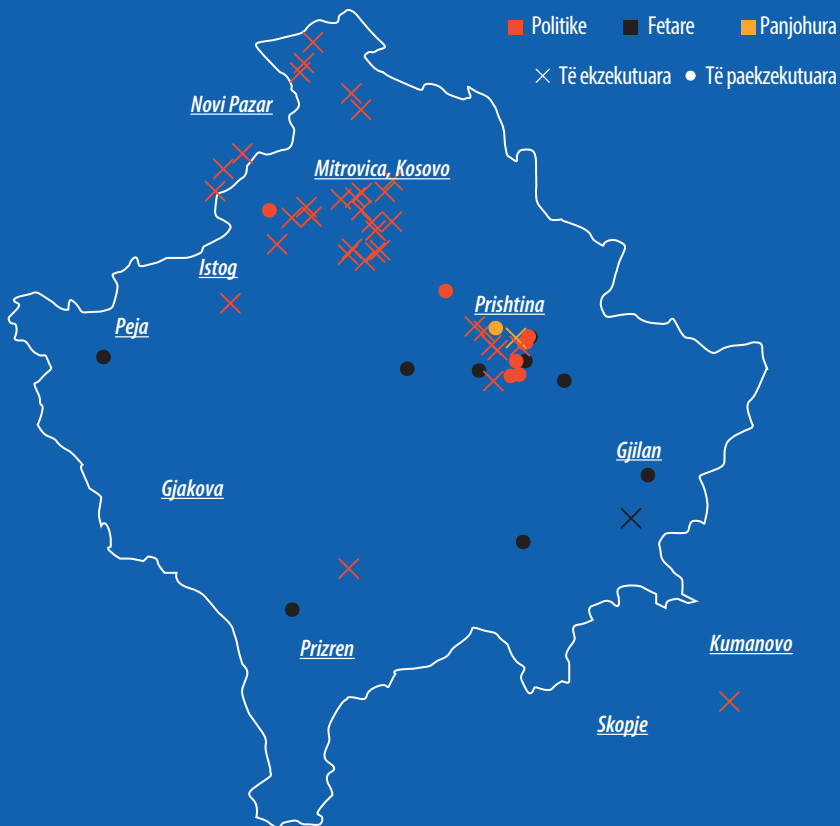 Politike Fetare Panjohura
Të ekzekutuara Të paekzekutuara
Novi Pazar
Mitrovica, Kosovo
Istog
Prishtina
Peja
Gjilan
Gjakova
Prizren
Kumanovo
Skopje